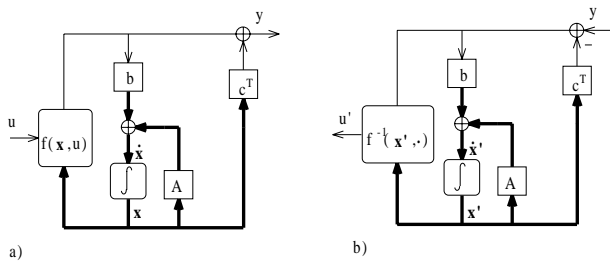 y
b
c^T
u
f(x,u)
ẋ
∫
A
x
a)
y
−
b
c^T
u'
f^-1(x',·)
ẋ'
∫
A
x'
b)